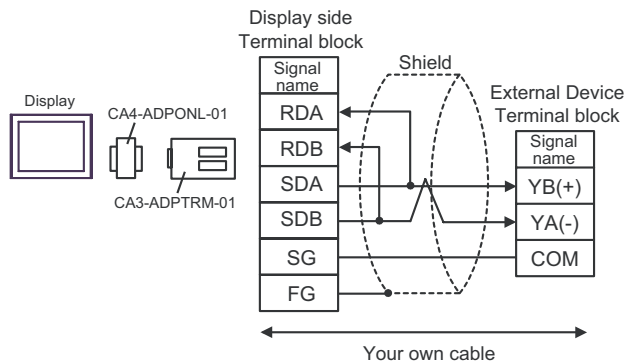 Display side
Terminal block
Shield
External Device
Terminal block
Display
CA4-ADPONL-01
CA3-ADPTRM-01
Signal
name
RDA
RDB
SDA
SDB
SG
FG
Signal
name
YB(+)
YA(-)
COM
Your own cable